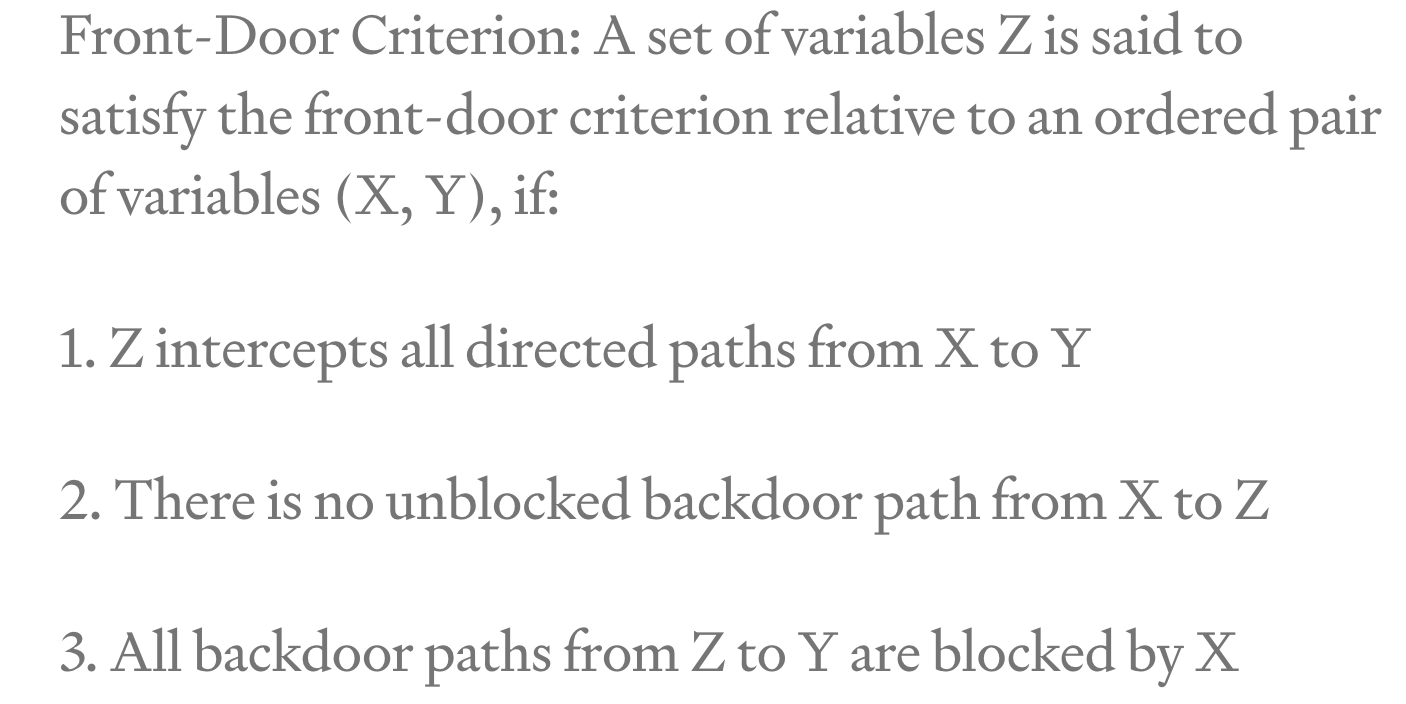 Front-Door Criterion: A set of variables Z is said to
satisfy the front-door criterion relative to an ordered pair
of variables (X, Y), if:
1. Z intercepts all directed paths from X to Y
2. There is no unblocked backdoor path from X to Z
3. All backdoor paths from Z to Y are blocked by X